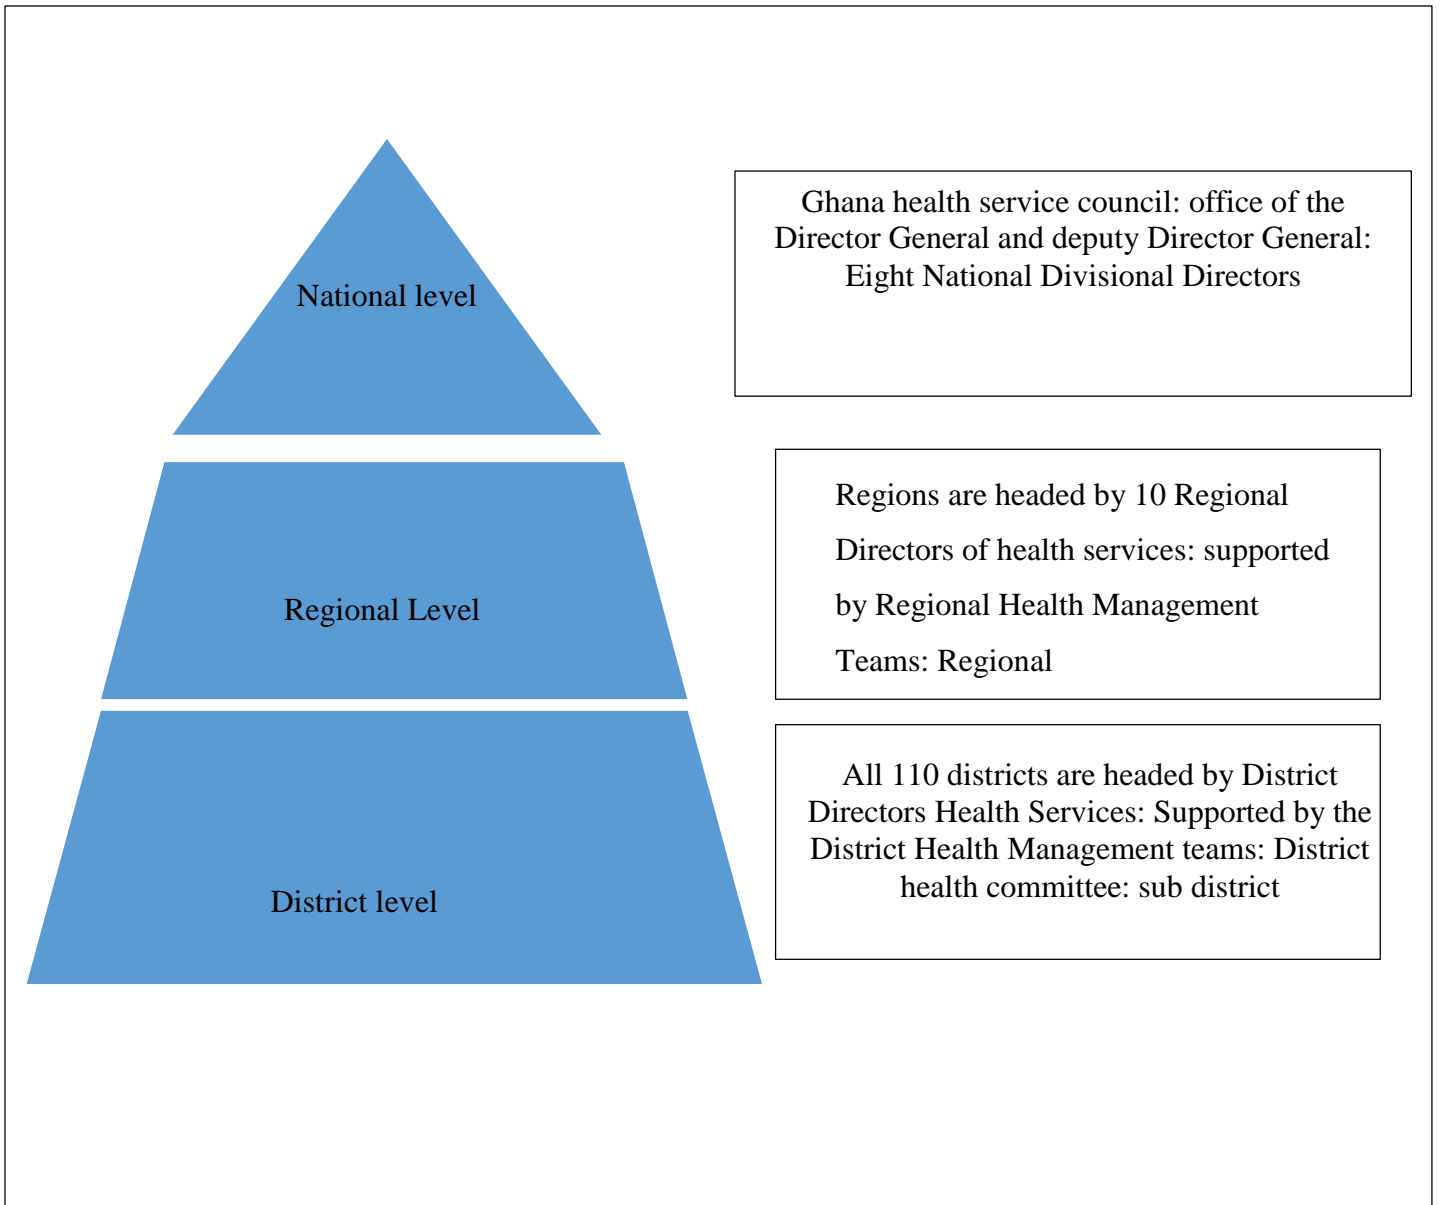 National level
Ghana health service council: office of the
Director General and deputy Director General:
Eight National Divisional Directors
Regional Level
Regions are headed by 10 Regional
Directors of health services: supported
by Regional Health Management
Teams: Regional
District level
All 110 districts are headed by District
Directors Health Services: Supported by the
District Health Management teams: District
health committee: sub district